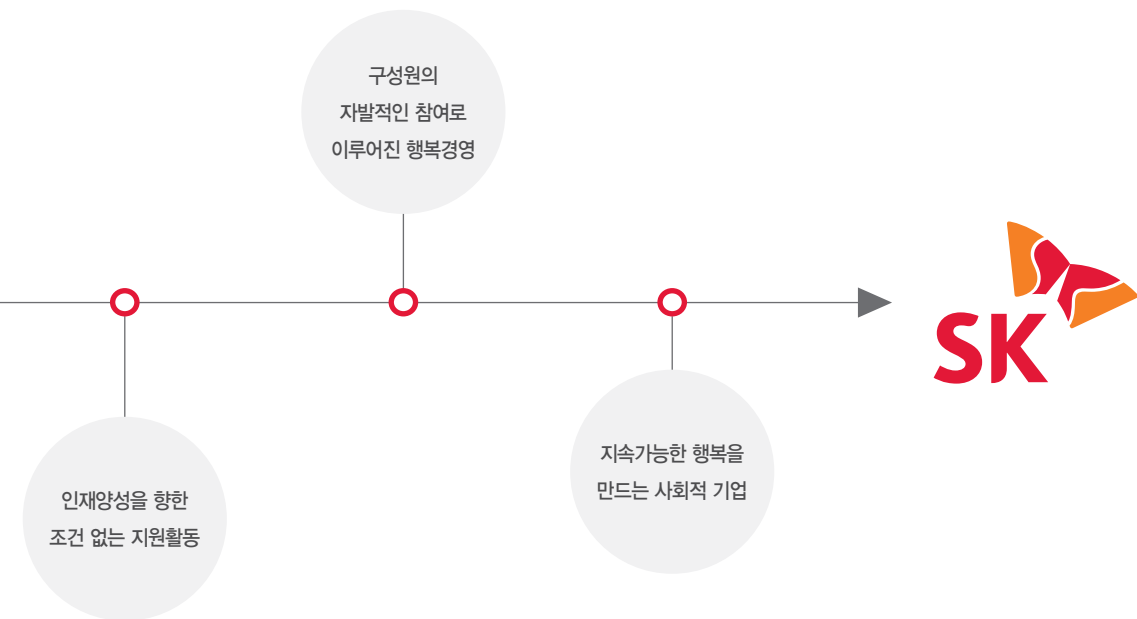 구성원의
자발적인 참여로
이루어진 행복경영
SK
인재양성을 향한
조건 없는 지원활동
지속가능한 행복을
만드는 사회적 기업